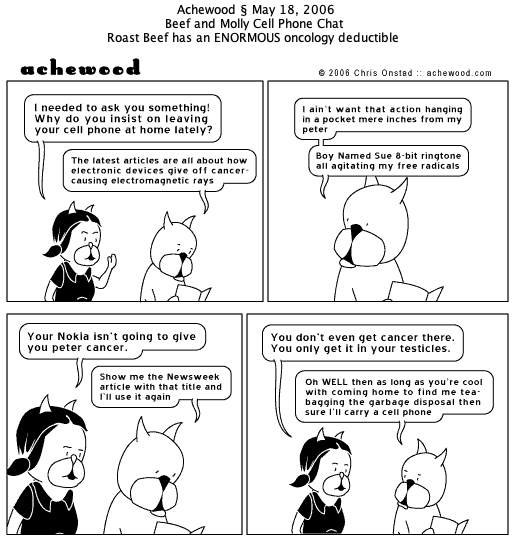 Achewood § May 18, 2006
Beef and Molly Cell Phone Chat
Roast Beef has an ENORMOUS oncology deductible
achewood
© 2006 Chris Onstad :: achewood.com
I needed to ask you something!
Why do you insist on leaving
your cell phone at home lately?
The latest articles are all about how
electronic devices give off cancer-
causing electromagnetic rays
I ain't want that action hanging
in a pocket mere inches from my
peter
Boy Named Sue 8-bit ringtone
all agitating my free radicals
Your Nokia isn't going to give
you peter cancer.
Show me the Newsweek
article with that title and
I'll use it again
You don't even get cancer there.
You only get it in your testicles.
Oh WELL then as long as you're cool
with coming home to find me tea-
bagging the garbage disposal then
sure I'll carry a cell phone